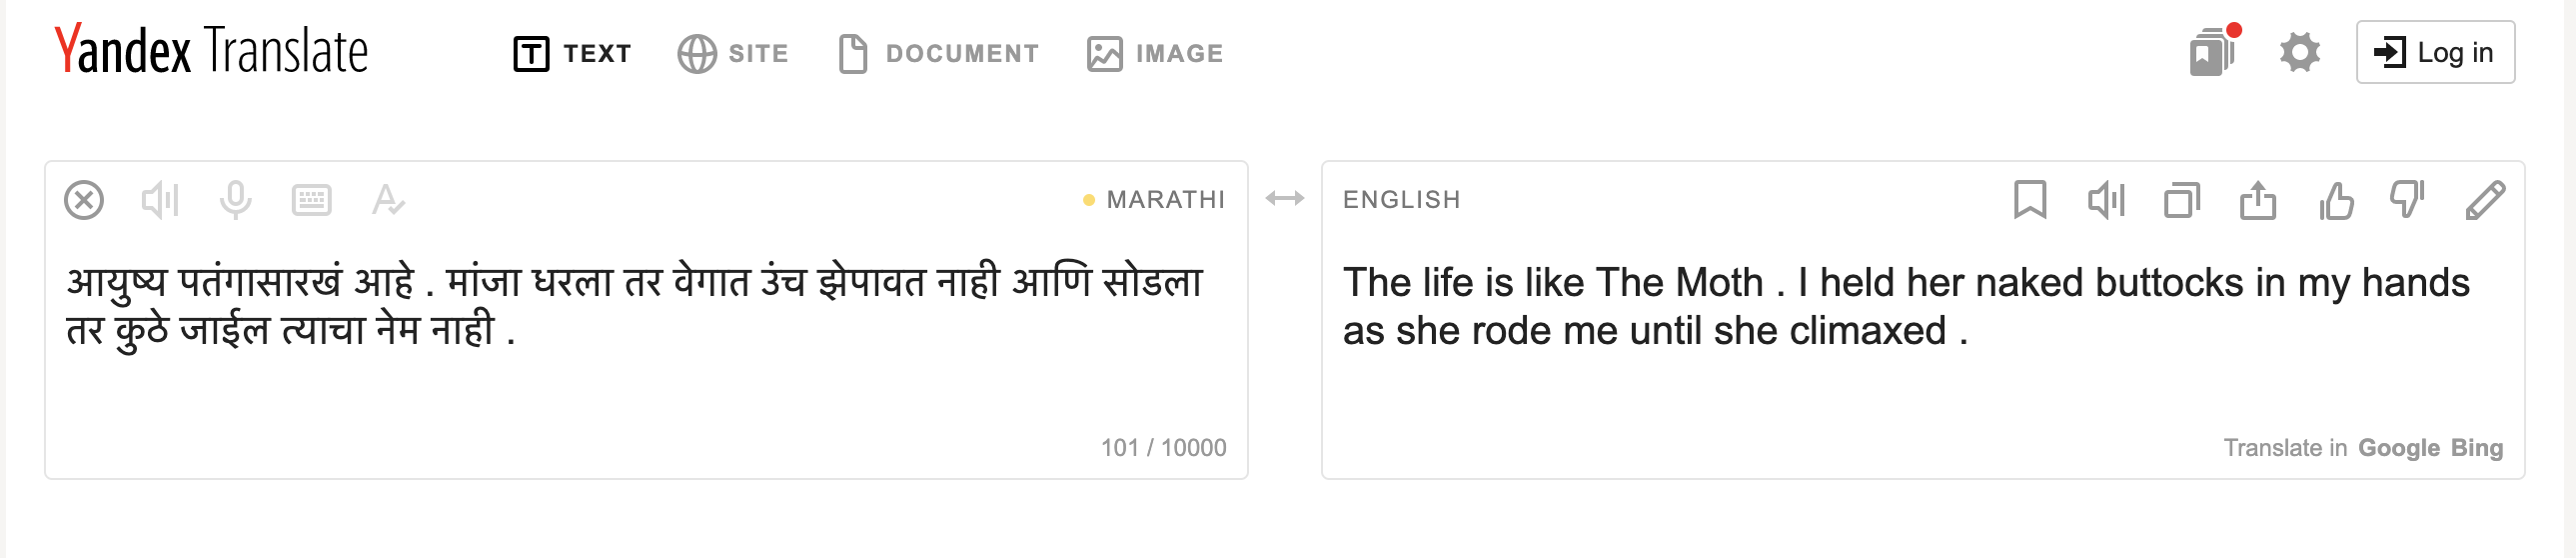 Yandex Translate
TEXT
SITE
DOCUMENT
IMAGE
Log in
MARATHI
आयुष्य पतंगासारखं आहे . मांजा धरला तर वेगात उंच झेपावत नाही आणि सोडला
तर कुठे जाईल त्याचा नेम नाही .
101 / 10000
ENGLISH
The life is like The Moth . I held her naked buttocks in my hands
as she rode me until she climaxed .
Translate in Google Bing